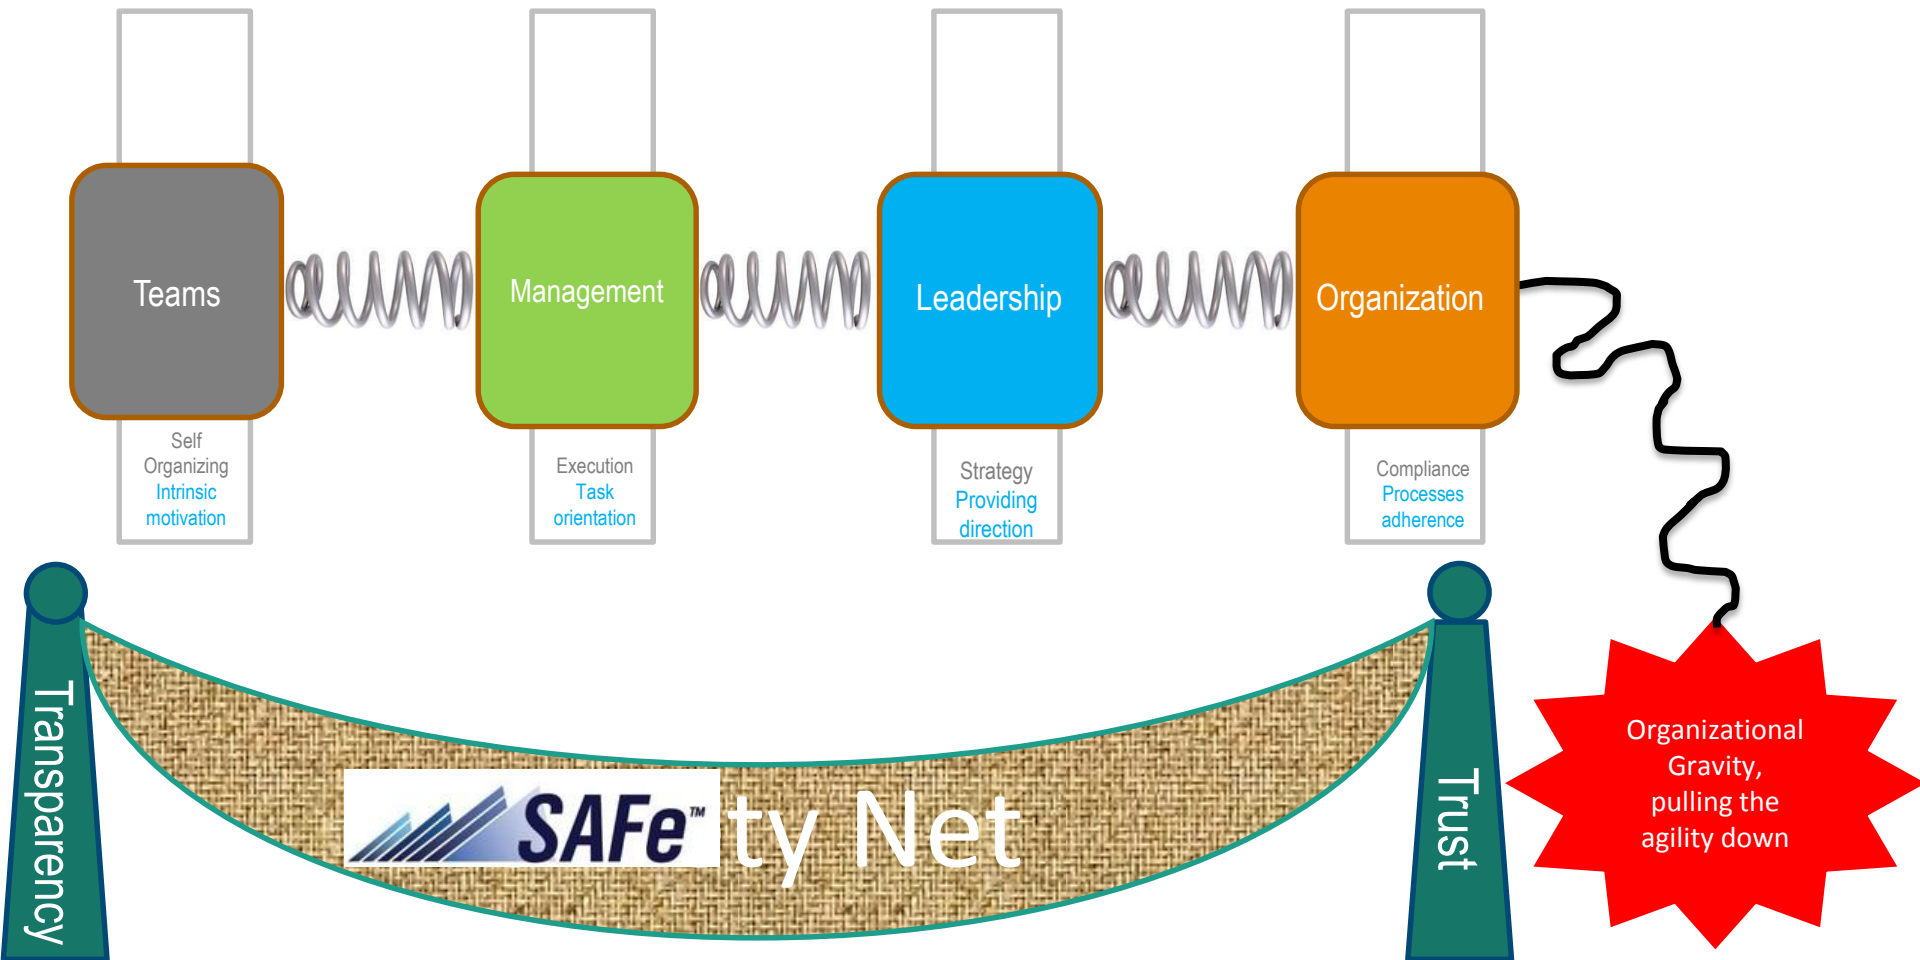 Teams
Management
Leadership
Organization
Self
Organizing
Intrinsic
motivation
Execution
Task
orientation
Strategy
Providing
direction
Compliance
Processes
adherence
Transparency
SAFe™ty Net
Trust
Organizational
Gravity,
pulling the
agility down